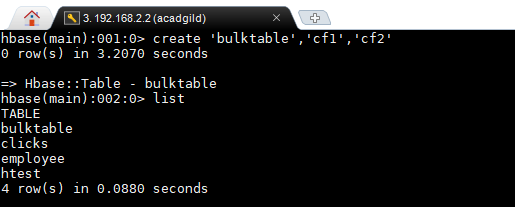 3. 192.168.2.2 (acadgild)
hbase(main):001:0> create 'bulktable','cf1','cf2'
0 row(s) in 3.2070 seconds
=> Hbase::Table - bulktable
hbase(main):002:0> list
TABLE
bulktable
clicks
employee
htest
4 row(s) in 0.0880 seconds